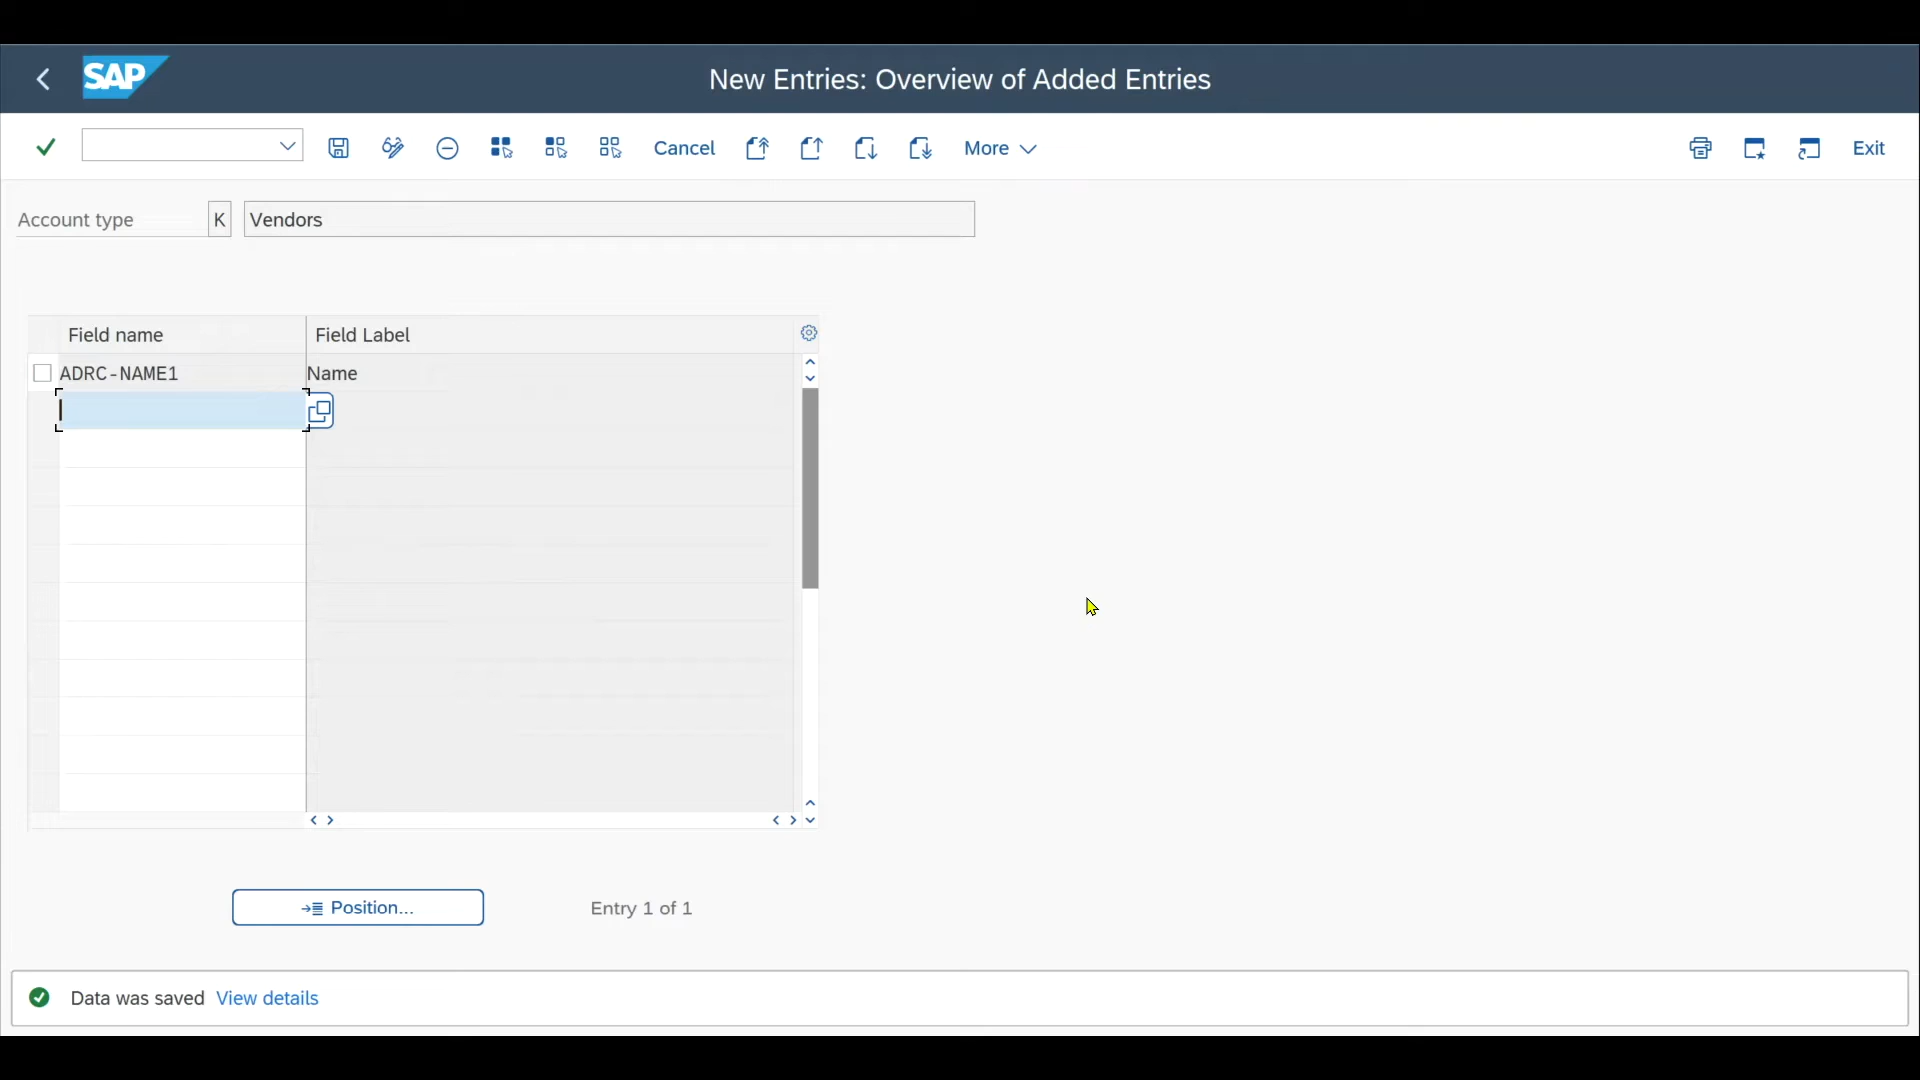 SAP
New Entries: Overview of Added Entries
Cancel More Exit
Account type K Vendors
Field name Field Label
ADRC-NAME1 Name
Position... Entry 1 of 1
Data was saved View details